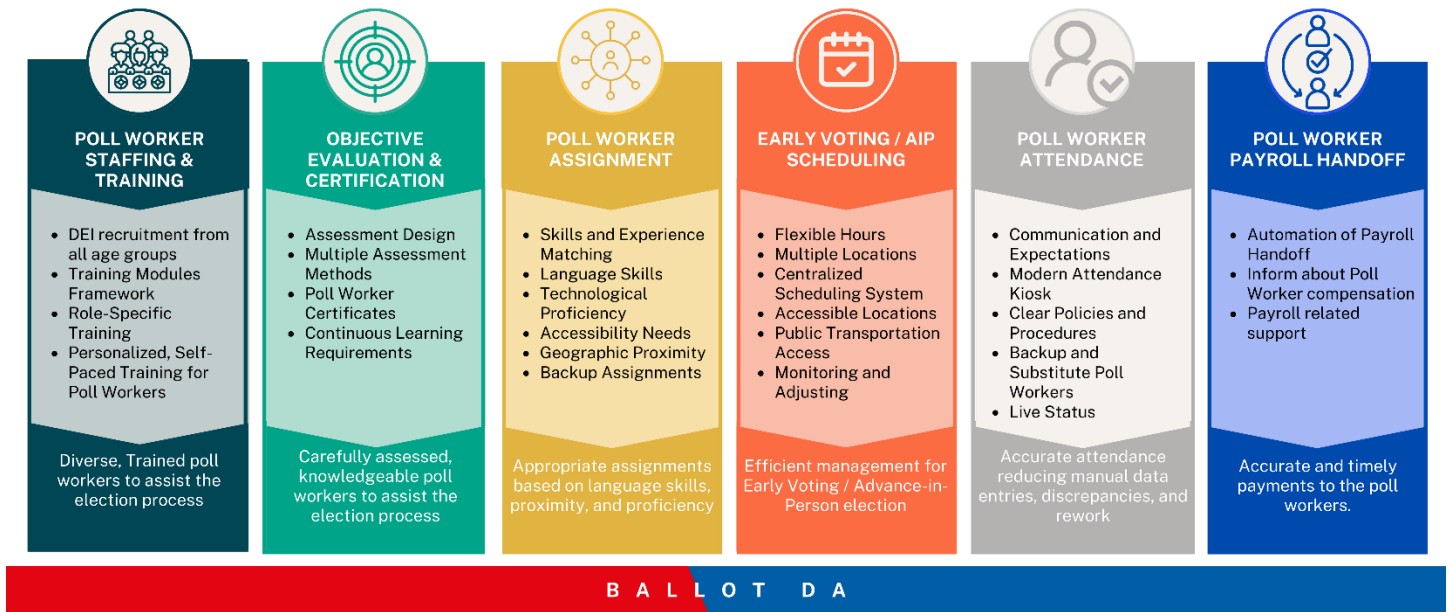 POLL WORKER
STAFFING &
TRAINING
• DEI recruitment from
all age groups
• Training Modules
Framework
• Role-Specific
Training
• Personalized, Self-
Paced Training for
Poll Workers
Diverse, Trained poll
workers to assist the
election process
OBJECTIVE
EVALUATION &
CERTIFICATION
• Assessment Design
• Multiple Assessment
Methods
• Poll Worker
Certificates
• Continuous Learning
Requirements
Carefully assessed,
knowledgeable poll
workers to assist the
election process
POLL WORKER
ASSIGNMENT
• Skills and Experience
Matching
• Language Skills
• Technological
Proficiency
• Accessibility Needs
• Geographic Proximity
• Backup Assignments
Appropriate assignments
based on language skills,
proximity, and proficiency
EARLY VOTING / AIP
SCHEDULING
• Flexible Hours
• Multiple Locations
• Centralized
Scheduling System
• Accessible Locations
• Public Transportation
Access
• Monitoring and
Adjusting
Efficient management for
Early Voting / Advance-in-
Person election
POLL WORKER
ATTENDANCE
• Communication and
Expectations
• Modern Attendance
Kiosk
• Clear Policies and
Procedures
• Backup and
Substitute Poll
Workers
• Live Status
Accurate attendance
reducing manual data
entries, discrepancies, and
rework
POLL WORKER
PAYROLL HANDOFF
• Automation of Payroll
Handoff
• Inform about Poll
Worker compensation
• Payroll related
support
Accurate and timely
payments to the poll
workers.
BALLOT DA